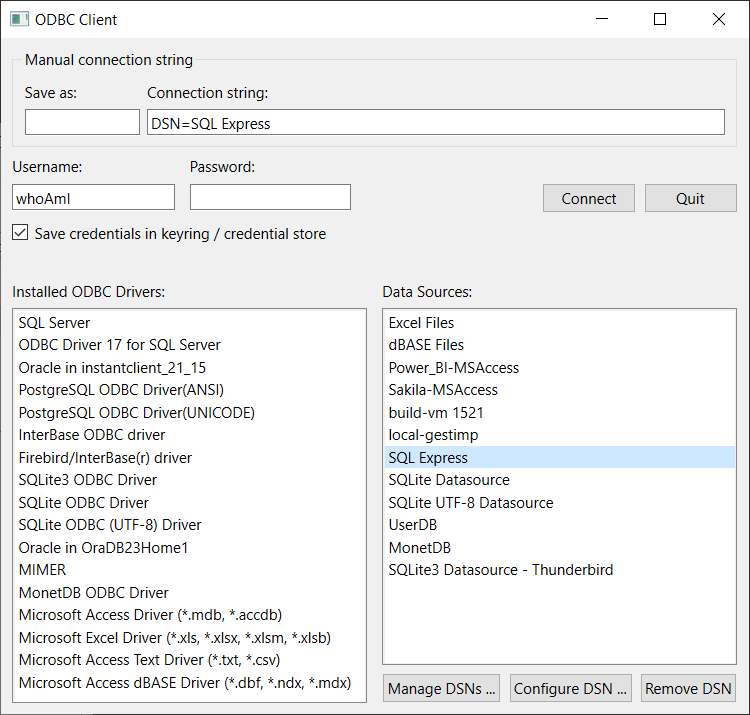 ODBC Client
Manual connection string
Save as:
Connection string:
DSN=SQL Express
Username:
Password:
whoAmI
Connect
Quit
Save credentials in keyring / credential store
Installed ODBC Drivers:
SQL Server
ODBC Driver 17 for SQL Server
Oracle in instantclient_21_15
PostgreSQL ODBC Driver(ANSI)
PostgreSQL ODBC Driver(UNICODE)
InterBase ODBC driver
Firebird/InterBase(r) driver
SQLite3 ODBC Driver
SQLite ODBC Driver
SQLite ODBC (UTF-8) Driver
Oracle in OraDB23Home1
MIMER
MonetDB ODBC Driver
Microsoft Access Driver (*.mdb, *.accdb)
Microsoft Excel Driver (*.xls, *.xlsx, *.xlsm, *.xlsb)
Microsoft Access Text Driver (*.txt, *.csv)
Microsoft Access dBASE Driver (*.dbf, *.ndx, *.mdx)
Data Sources:
Excel Files
dBASE Files
Power_BI-MSAccess
Sakila-MSAccess
build-vm 1521
local-gestimp
SQL Express
SQLite Datasource
SQLite UTF-8 Datasource
UserDB
MonetDB
SQLite3 Datasource - Thunderbird
Manage DSNs ...
Configure DSN ...
Remove DSN